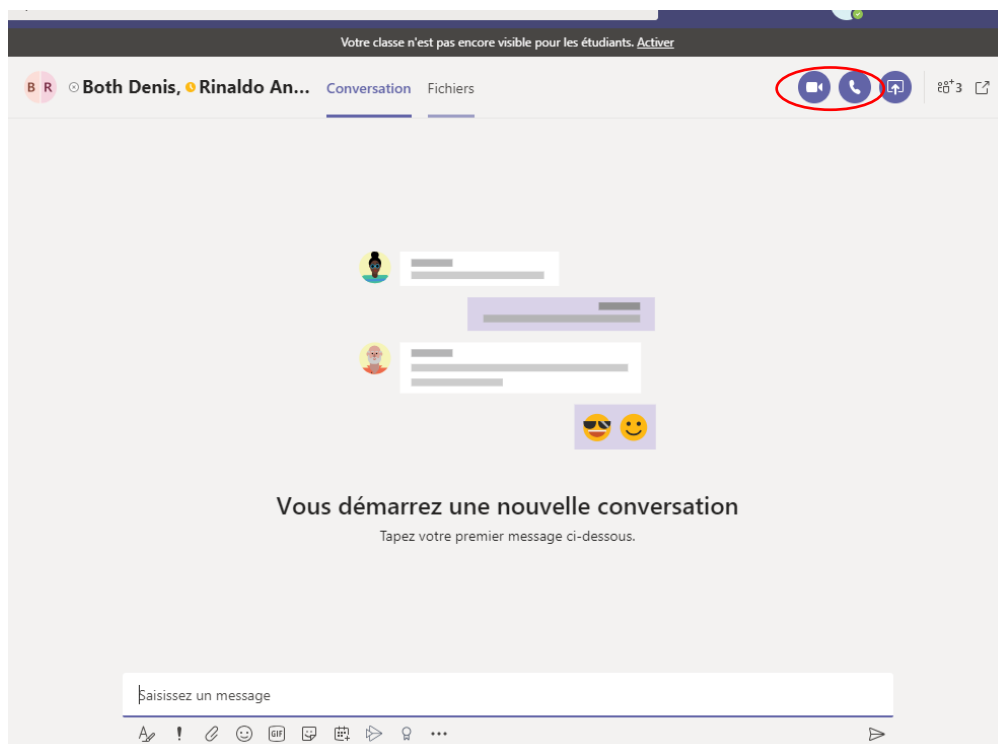 Votre classe n'est pas encore visible pour les étudiants. Activer
B R Both Denis, Rinaldo An... Conversation Fichiers 3
Vous démarrez une nouvelle conversation
Tapez votre premier message ci-dessous.
Saisissez un message
GIF